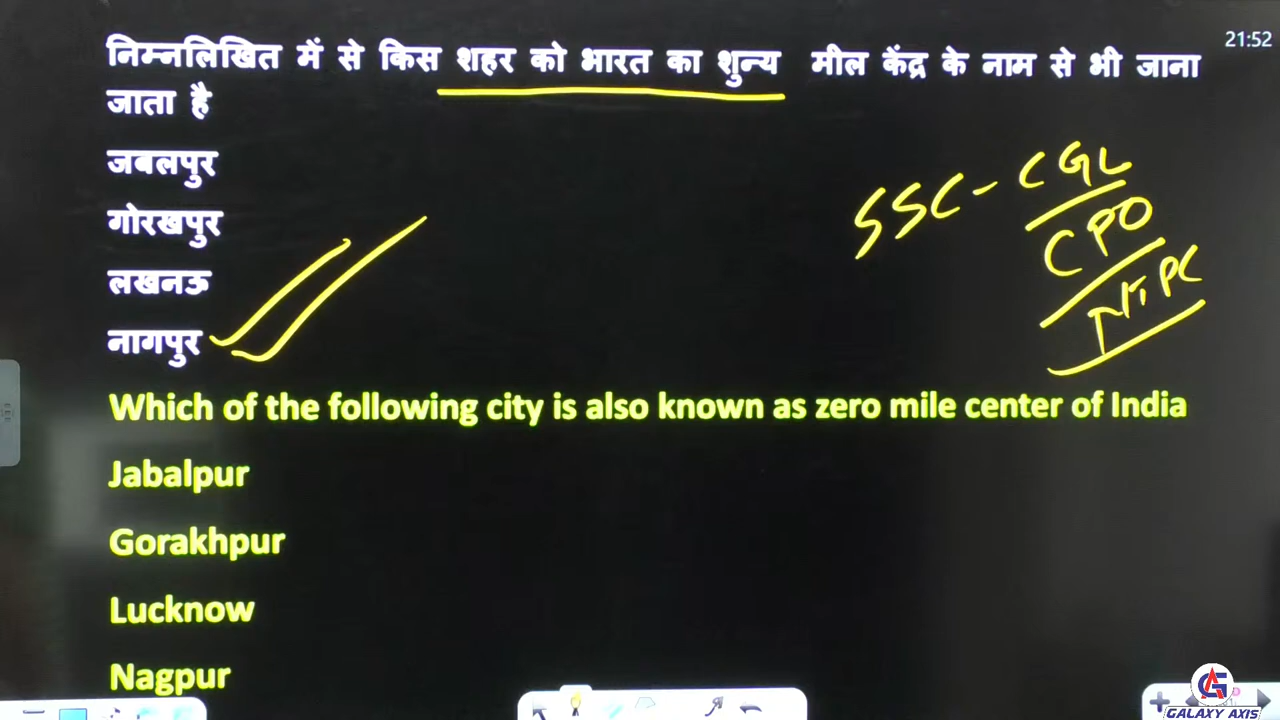 21:52
निम्नलिखित में से किस शहर को भारत का शुन्य मील केंद्र के नाम से भी जाना
जाता है
जबलपुर
गोरखपुर
लखनऊ
नागपुर
SSC - CGL
CPO
NTPC
Which of the following city is also known as zero mile center of India
Jabalpur
Gorakhpur
Lucknow
Nagpur
GALAXY AXIS